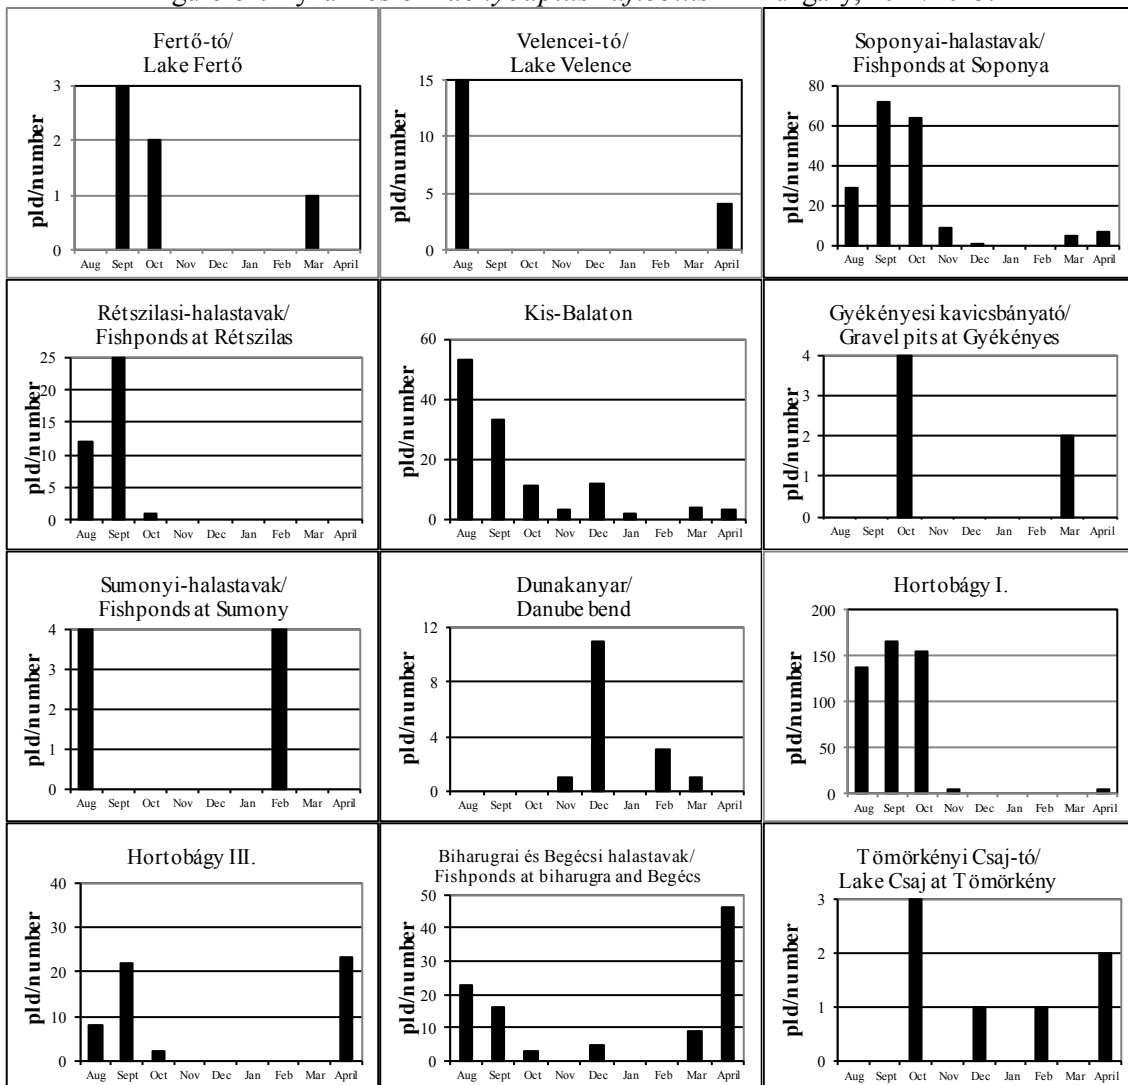 Fertő-tó/
Lake Fertő
pld/number
3
2
1
0
Aug Sept Oct Nov Dec Jan Feb Mar April
Velencei-tó/
Lake Velence
pld/number
15
10
5
0
Aug Sept Oct Nov Dec Jan Feb Mar April
Soponyai-halastavak/
Fishponds at Soponya
pld/number
80
60
40
20
0
Aug Sept Oct Nov Dec Jan Feb Mar April
Rétszilasi-halastavak/
Fishponds at Rétszilas
pld/number
25
20
15
10
5
0
Aug Sept Oct Nov Dec Jan Feb Mar April
Kis-Balaton
pld/number
60
40
20
0
Aug Sept Oct Nov Dec Jan Feb Mar April
Gyékényesi kavicsbányató/
Gravel pits at Gyékényes
pld/number
4
3
2
1
0
Aug Sept Oct Nov Dec Jan Feb Mar April
Sumonyi-halastavak/
Fishponds at Sumony
pld/number
4
3
2
1
0
Aug Sept Oct Nov Dec Jan Feb Mar April
Dunakanyar/
Danube bend
pld/number
12
8
4
0
Aug Sept Oct Nov Dec Jan Feb Mar April
Hortobágy I.
pld/number
200
150
100
50
0
Aug Sept Oct Nov Dec Jan Feb Mar April
Hortobágy III.
pld/number
40
30
20
10
0
Aug Sept Oct Nov Dec Jan Feb Mar April
Biharugrai és Begécsi halastavak/
Fishponds at biharugra and Begécs
pld/number
50
40
30
20
10
0
Aug Sept Oct Nov Dec Jan Feb Mar April
Tömörkényi Csaj-tó/
Lake Csaj at Tömörkény
pld/number
3
2
1
0
Aug Sept Oct Nov Dec Jan Feb Mar April